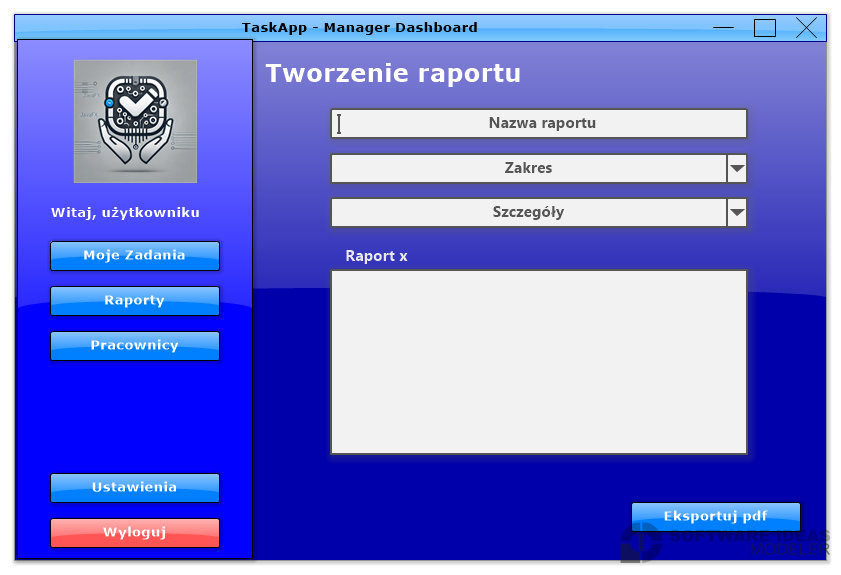 TaskApp - Manager Dashboard
Tworzenie raportu
Nazwa raportu
Witaj, użytkowniku
Zakres
Szczegóły
Moje Zadania
Raport x
Raporty
Pracownicy
Ustawienia
Wyloguj
Eksportuj pdf
SOFTWARE IDEAS
MODELER